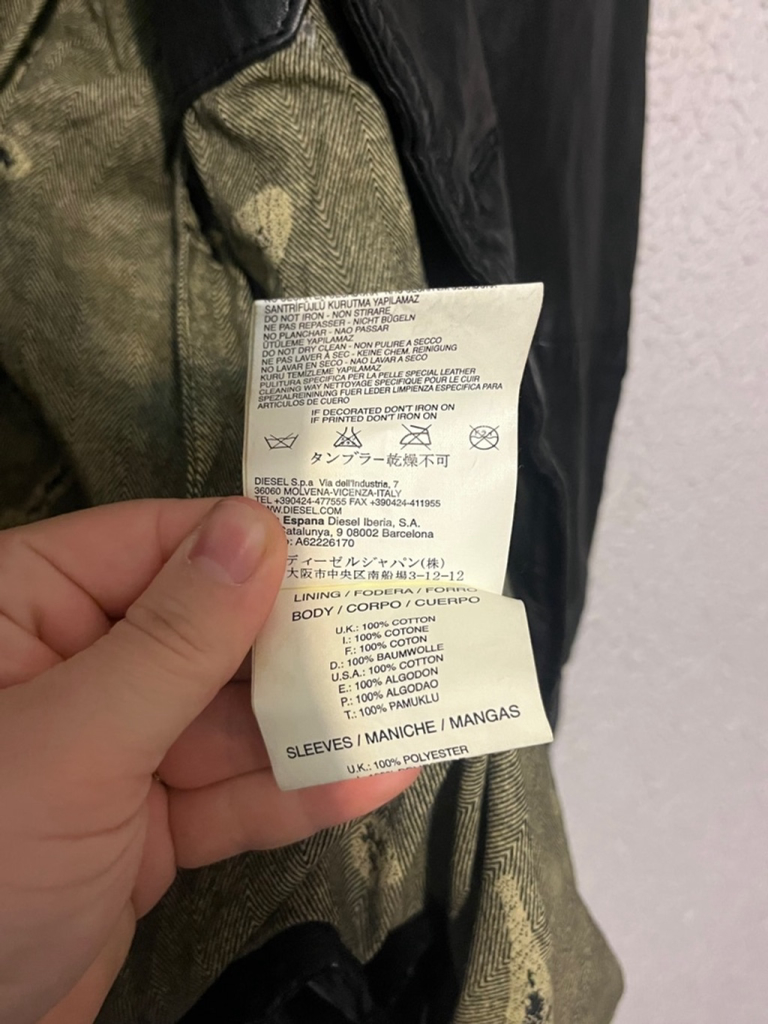 SANTRİFÜJLÜ KURUTMA YAPILAMAZ
DO NOT IRON - NON STIRARE
NE PAS REPASSER - NICHT BÜGELN
NO PLANCHAR - NAO PASSAR
ÜTÜLEME YAPILAMAZ
DO NOT DRY CLEAN - NON PULIRE A SECCO
NE PAS LAVER À SEC - KEINE CHEM. REINIGUNG
NO LAVAR EN SECO - NAO LAVAR A SECO
KURU TEMIZLEME YAPILAMAZ
PULITURA SPECIFICA PER LA PELLE SPECIAL LEATHER
CLEANING WAY NETTOYAGE SPÉCIFIQUE POUR LE CUIR
SPEZIALREININUNG FUER LEDER LIMPIENZA ESPECIFICA PARA
ARTICULOS DE CUERO
IF DECORATED DON'T IRON ON
IF PRINTED DON'T IRON ON
タンブラー乾燥不可
DIESEL S.p.a Via dell'Industria, 7
36060 MOLVENA-VICENZA-ITALY
TEL +390424-477555 FAX +390424-411955
WW.DIESEL.COM
Espana Diesel Iberia, S.A.
Catalunya, 9 08002 Barcelona
: A62226170
ディーゼルジャパン(株)
大阪市中央区南船場3-12-12
LINING / FODERA / FORRO
BODY / CORPO / CUERPO
U.K.: 100% COTTON
I.: 100% COTONE
F.: 100% COTON
D.: 100% BAUMWOLLE
U.S.A.: 100% COTTON
E.: 100% ALGODON
P.: 100% ALGODAO
T.: 100% PAMUKLU
SLEEVES / MANICHE / MANGAS
U.K.: 100% POLYESTER